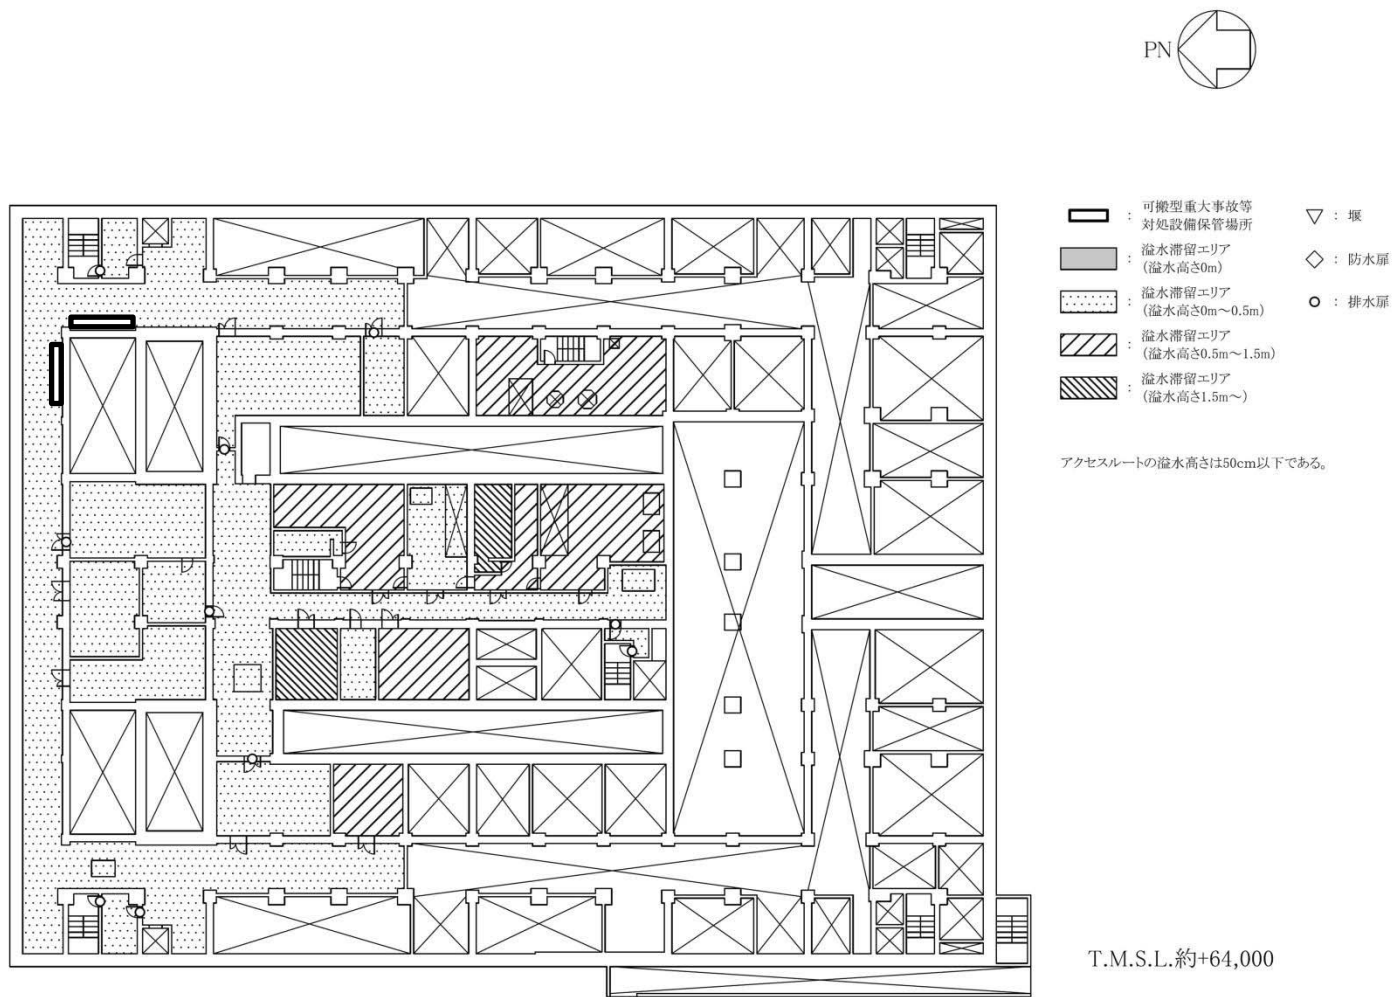 PN
： 可搬型重大事故等
対処設備保管場所
： 溢水滞留エリア
(溢水高さ0m)
： 溢水滞留エリア
(溢水高さ0m～0.5m)
： 溢水滞留エリア
(溢水高さ0.5m～1.5m)
： 溢水滞留エリア
(溢水高さ1.5m～)
： 堰
： 防水扉
： 排水扉
アクセスルートの溢水高さは50cm以下である。
T.M.S.L.約+64,000